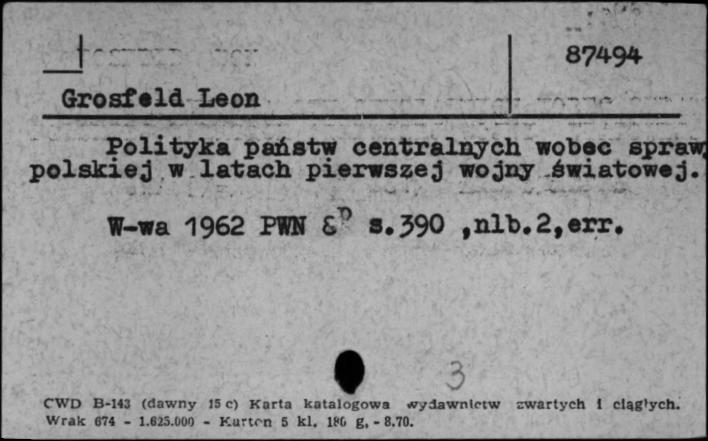 87494
Grosfeld Leon
Polityka państw centralnych wobec spraw
polskiej w latach pierwszej wojny światowej.
W-wa 1962 PWN 8° s.390 ,nlb.2,err.
3
CWD B-143 (dawny 15 c) Karta katalogowa wydawnictw zwartych i ciągłych.
Wrak 674 - 1.625.000 - Karton 5 kl. 180 g. - 8.70.